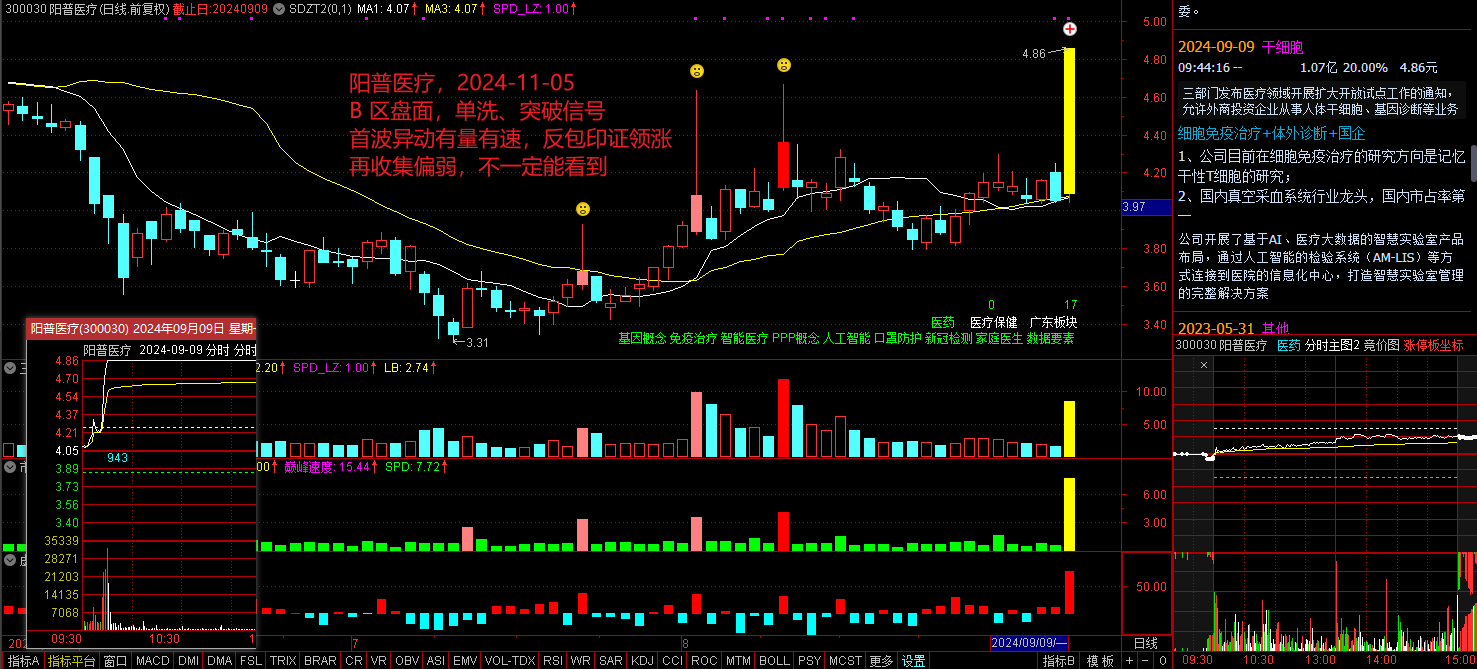 300030 阳普医疗(日线.前复权) 截止日:20240909 SDZT2(0,1) MA1: 4.07↑ MA3: 4.07↑ SPD_LZ: 1.00↑
4.86
阳普医疗，2024-11-05
B 区盘面，单洗、突破信号
首波异动有量有速，反包印证领涨
再收集偏弱，不一定能看到
←3.31
0
17
医药 医疗保健 广东板块
基因概念 免疫治疗 智能医疗 PPP概念 人工智能 口罩防护 新冠检测 家庭医生 数据要素
5.00
4.80
4.60
4.40
4.20
3.97
3.80
3.60
3.40
阳普医疗(300030) 2024年09月09日 星期
阳普医疗 2024-09-09 分时 分时
4.86
4.70
4.54
4.37
4.21
4.05
943
3.89
3.73
3.56
3.40
35339
28271
21203
14135
7068
09:30
10:30
1
2.20↑ SPD_LZ: 1.00↑ LB: 2.74↑
10.00
5.00
00↑ 巅峰速度: 15.44↑ SPD: 7.72↑
6.00
3.00
50.00
7
8
2024/09/09/一
日线
指标A 指标平台 窗口 MACD DMI DMA FSL TRIX BRAR CR VR OBV ASI EMV VOL-TDX RSI WR SAR KDJ CCI ROC MTM BOLL PSY MCST 更多 设置
指标B 模板 + − 0
委。
2024-09-09 干细胞
09:44:16 -- 1.07亿 20.00% 4.86元
三部门发布医疗领域开展扩大开放试点工作的通知，
允许外商投资企业从事人体干细胞、基因诊断等业务
细胞免疫治疗+体外诊断+国企
1、公司目前在细胞免疫治疗的研究方向是记忆
干性T细胞的研究；
2、国内真空采血系统行业龙头，国内市占率第
一
公司开展了基于AI、医疗大数据的智慧实验室产品
布局，通过人工智能的检验系统（AM-LIS）等方
式连接到医院的信息化中心，打造智慧实验室管理
的完整解决方案
2023-05-31 其他
300030 阳普医疗 医药 分时主图2 竞价图 涨停板坐标
×
09:30 10:30 13:00 14:00 15:00